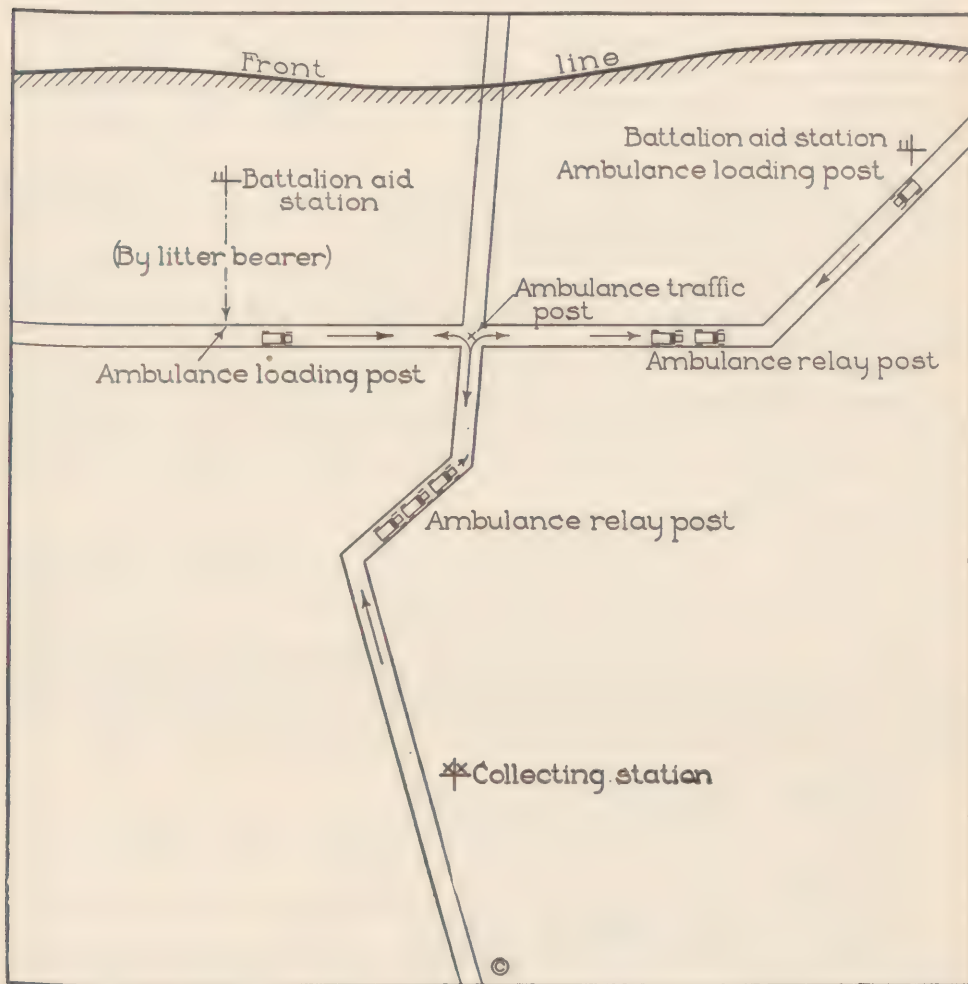 Front line
Battalion aid station
Ambulance loading post
Battalion aid
station
(By litter bearer)
Ambulance traffic
post
Ambulance loading post
Ambulance relay post
Ambulance relay post
Collecting station
©